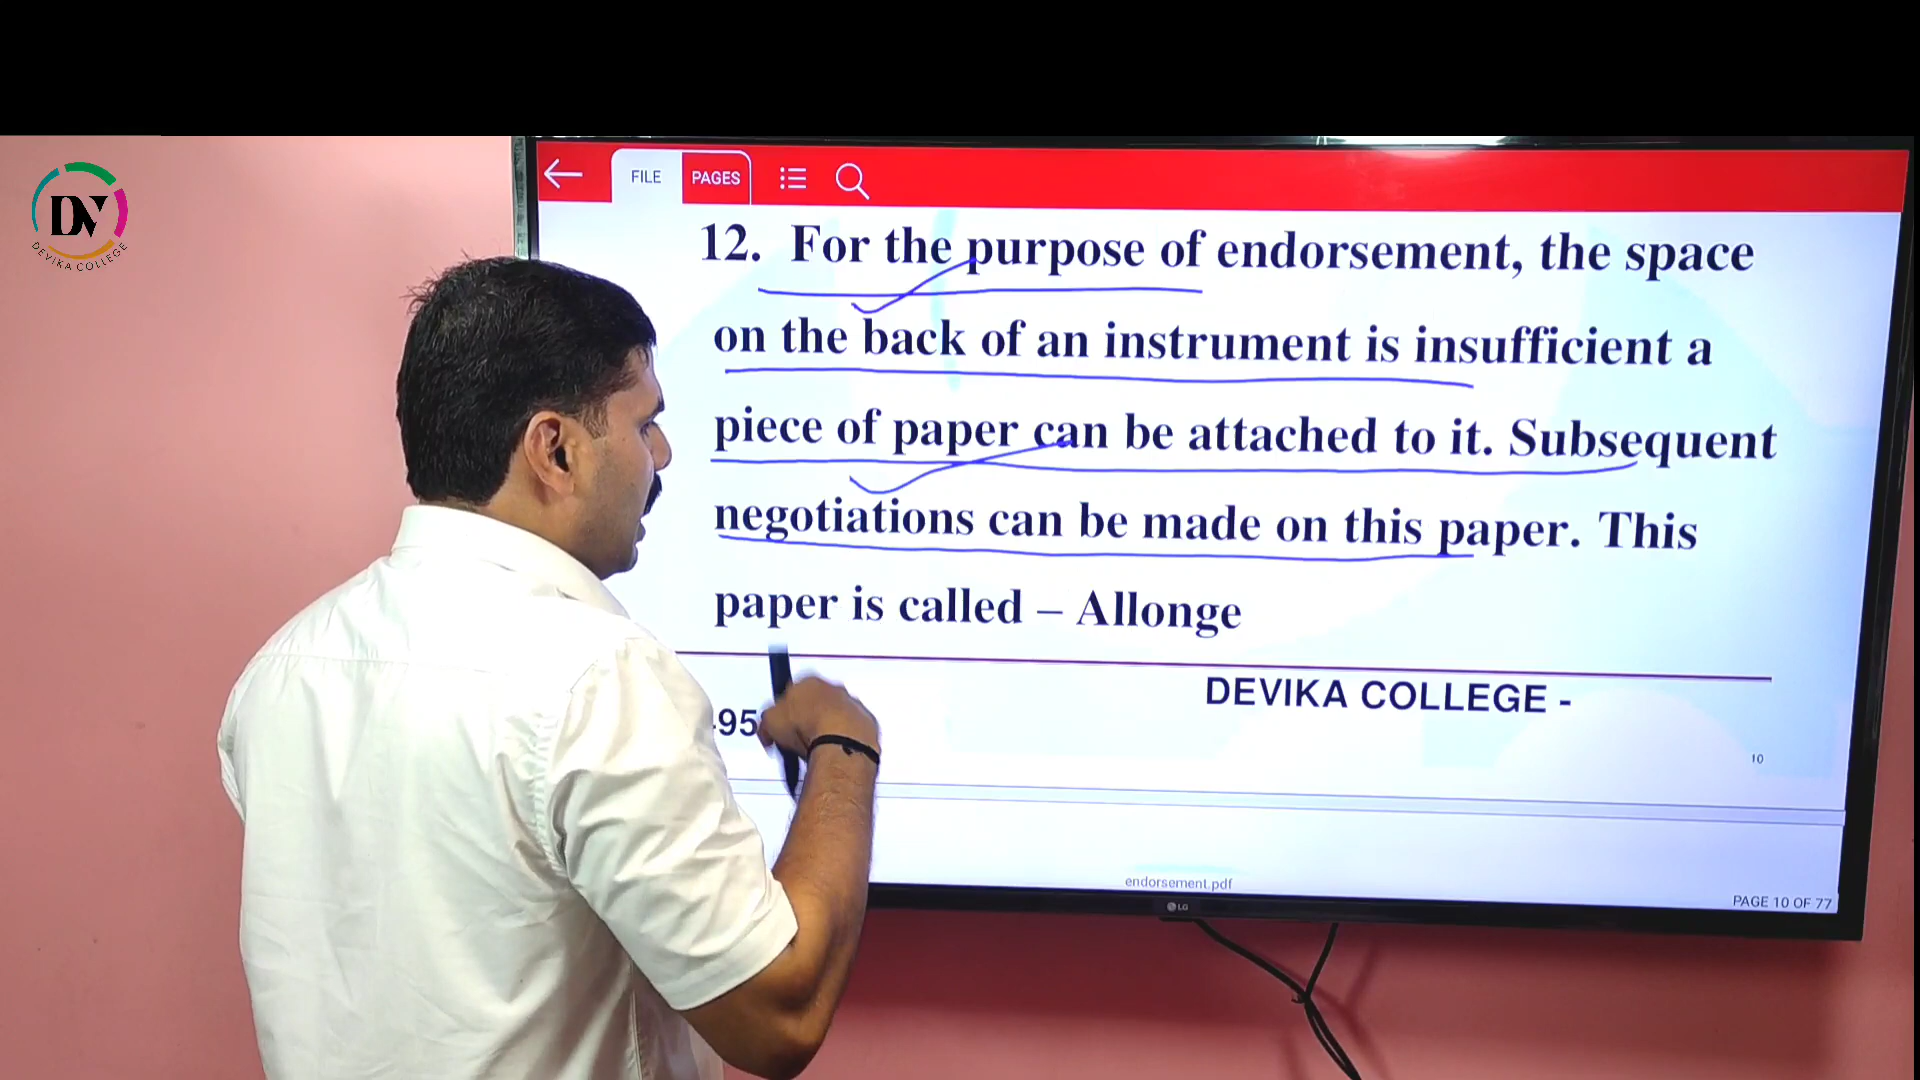 DV
DEVIKA COLLEGE
FILE PAGES
12. For the purpose of endorsement, the space
on the back of an instrument is insufficient a
piece of paper can be attached to it. Subsequent
negotiations can be made on this paper. This
paper is called – Allonge
DEVIKA COLLEGE -
95
10
endorsement.pdf
PAGE 10 OF 77
LG